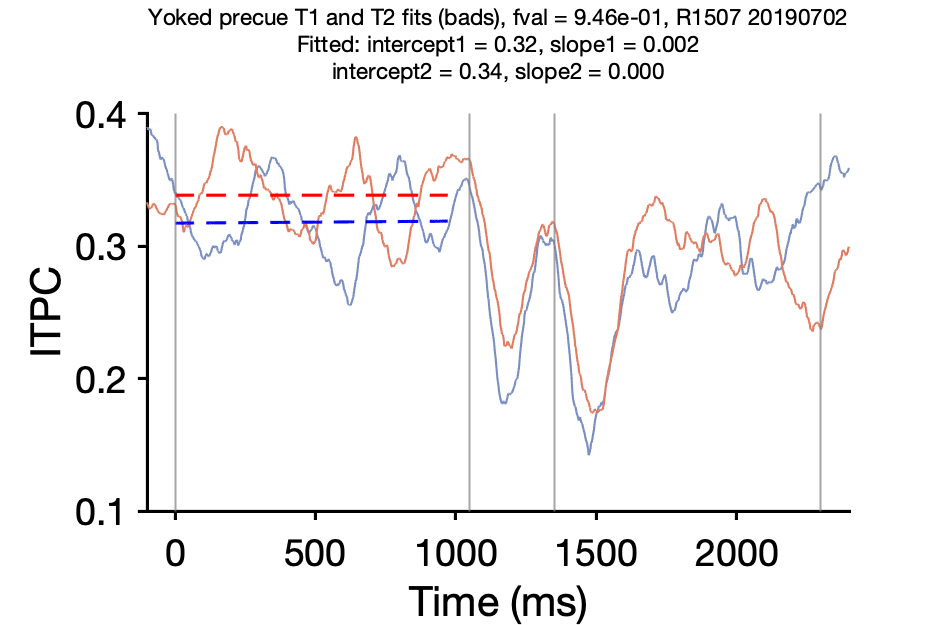 Yoked precue T1 and T2 fits (bads), fval = 9.46e-01, R1507 20190702
Fitted: intercept1 = 0.32, slope1 = 0.002
intercept2 = 0.34, slope2 = 0.000
0.4
0.3
0.2
0.1
ITPC
0 500 1000 1500 2000
Time (ms)